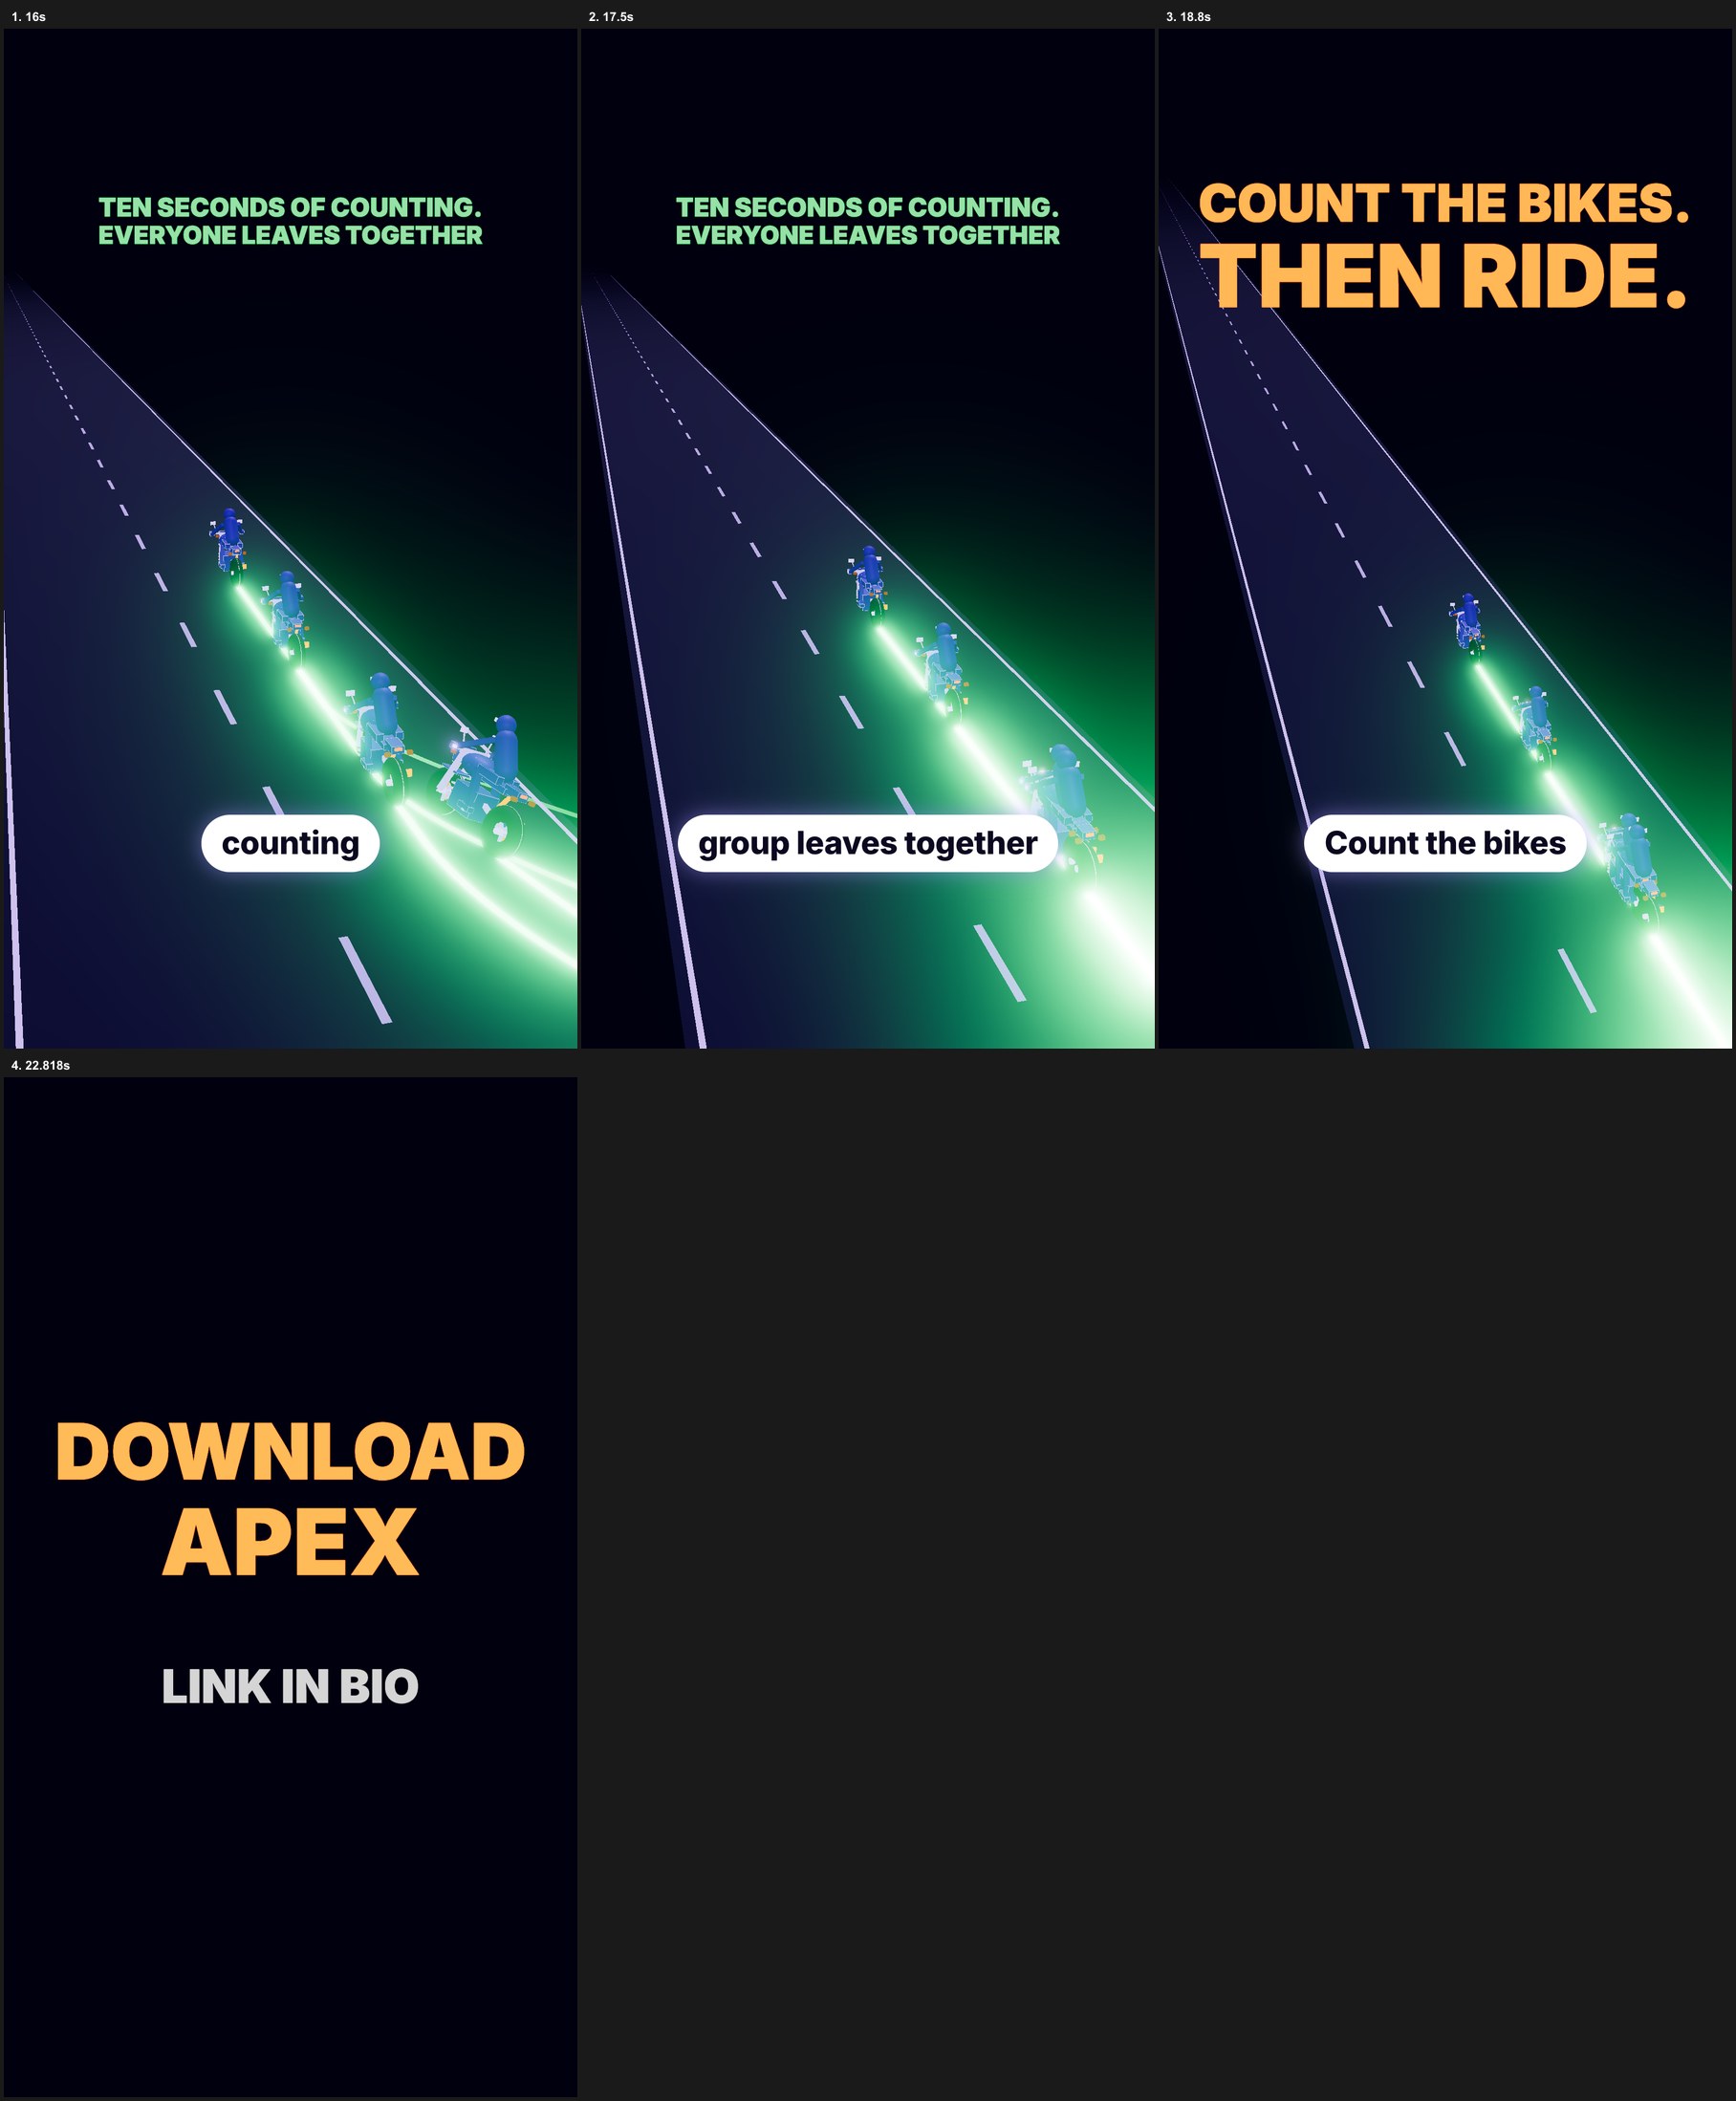 1. 16s
2. 17.5s
3. 18.8s
TEN SECONDS OF COUNTING.
EVERYONE LEAVES TOGETHER
counting
TEN SECONDS OF COUNTING.
EVERYONE LEAVES TOGETHER
group leaves together
COUNT THE BIKES.
THEN RIDE.
Count the bikes
4. 22.818s
DOWNLOAD
APEX
LINK IN BIO